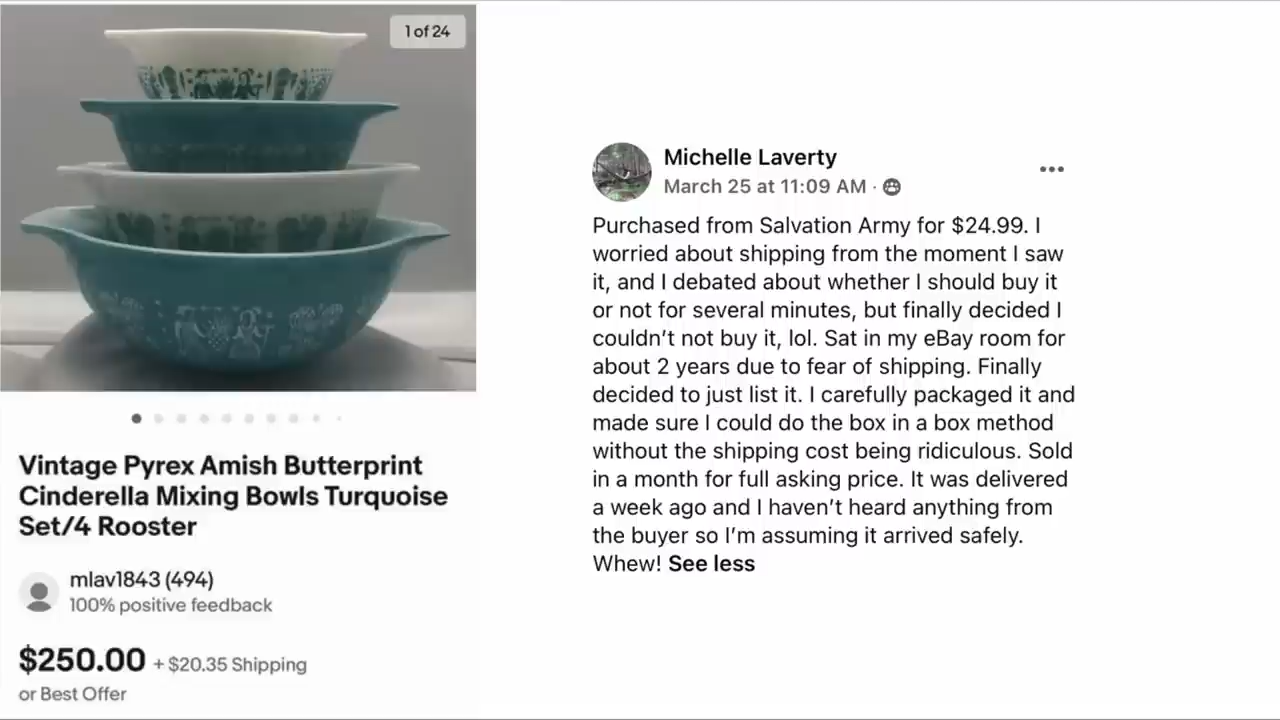 1 of 24
Vintage Pyrex Amish Butterprint
Cinderella Mixing Bowls Turquoise
Set/4 Rooster
mlav1843 (494)
100% positive feedback
$250.00 + $20.35 Shipping
or Best Offer
Michelle Laverty
March 25 at 11:09 AM ·
Purchased from Salvation Army for $24.99. I
worried about shipping from the moment I saw
it, and I debated about whether I should buy it
or not for several minutes, but finally decided I
couldn’t not buy it, lol. Sat in my eBay room for
about 2 years due to fear of shipping. Finally
decided to just list it. I carefully packaged it and
made sure I could do the box in a box method
without the shipping cost being ridiculous. Sold
in a month for full asking price. It was delivered
a week ago and I haven’t heard anything from
the buyer so I’m assuming it arrived safely.
Whew! See less